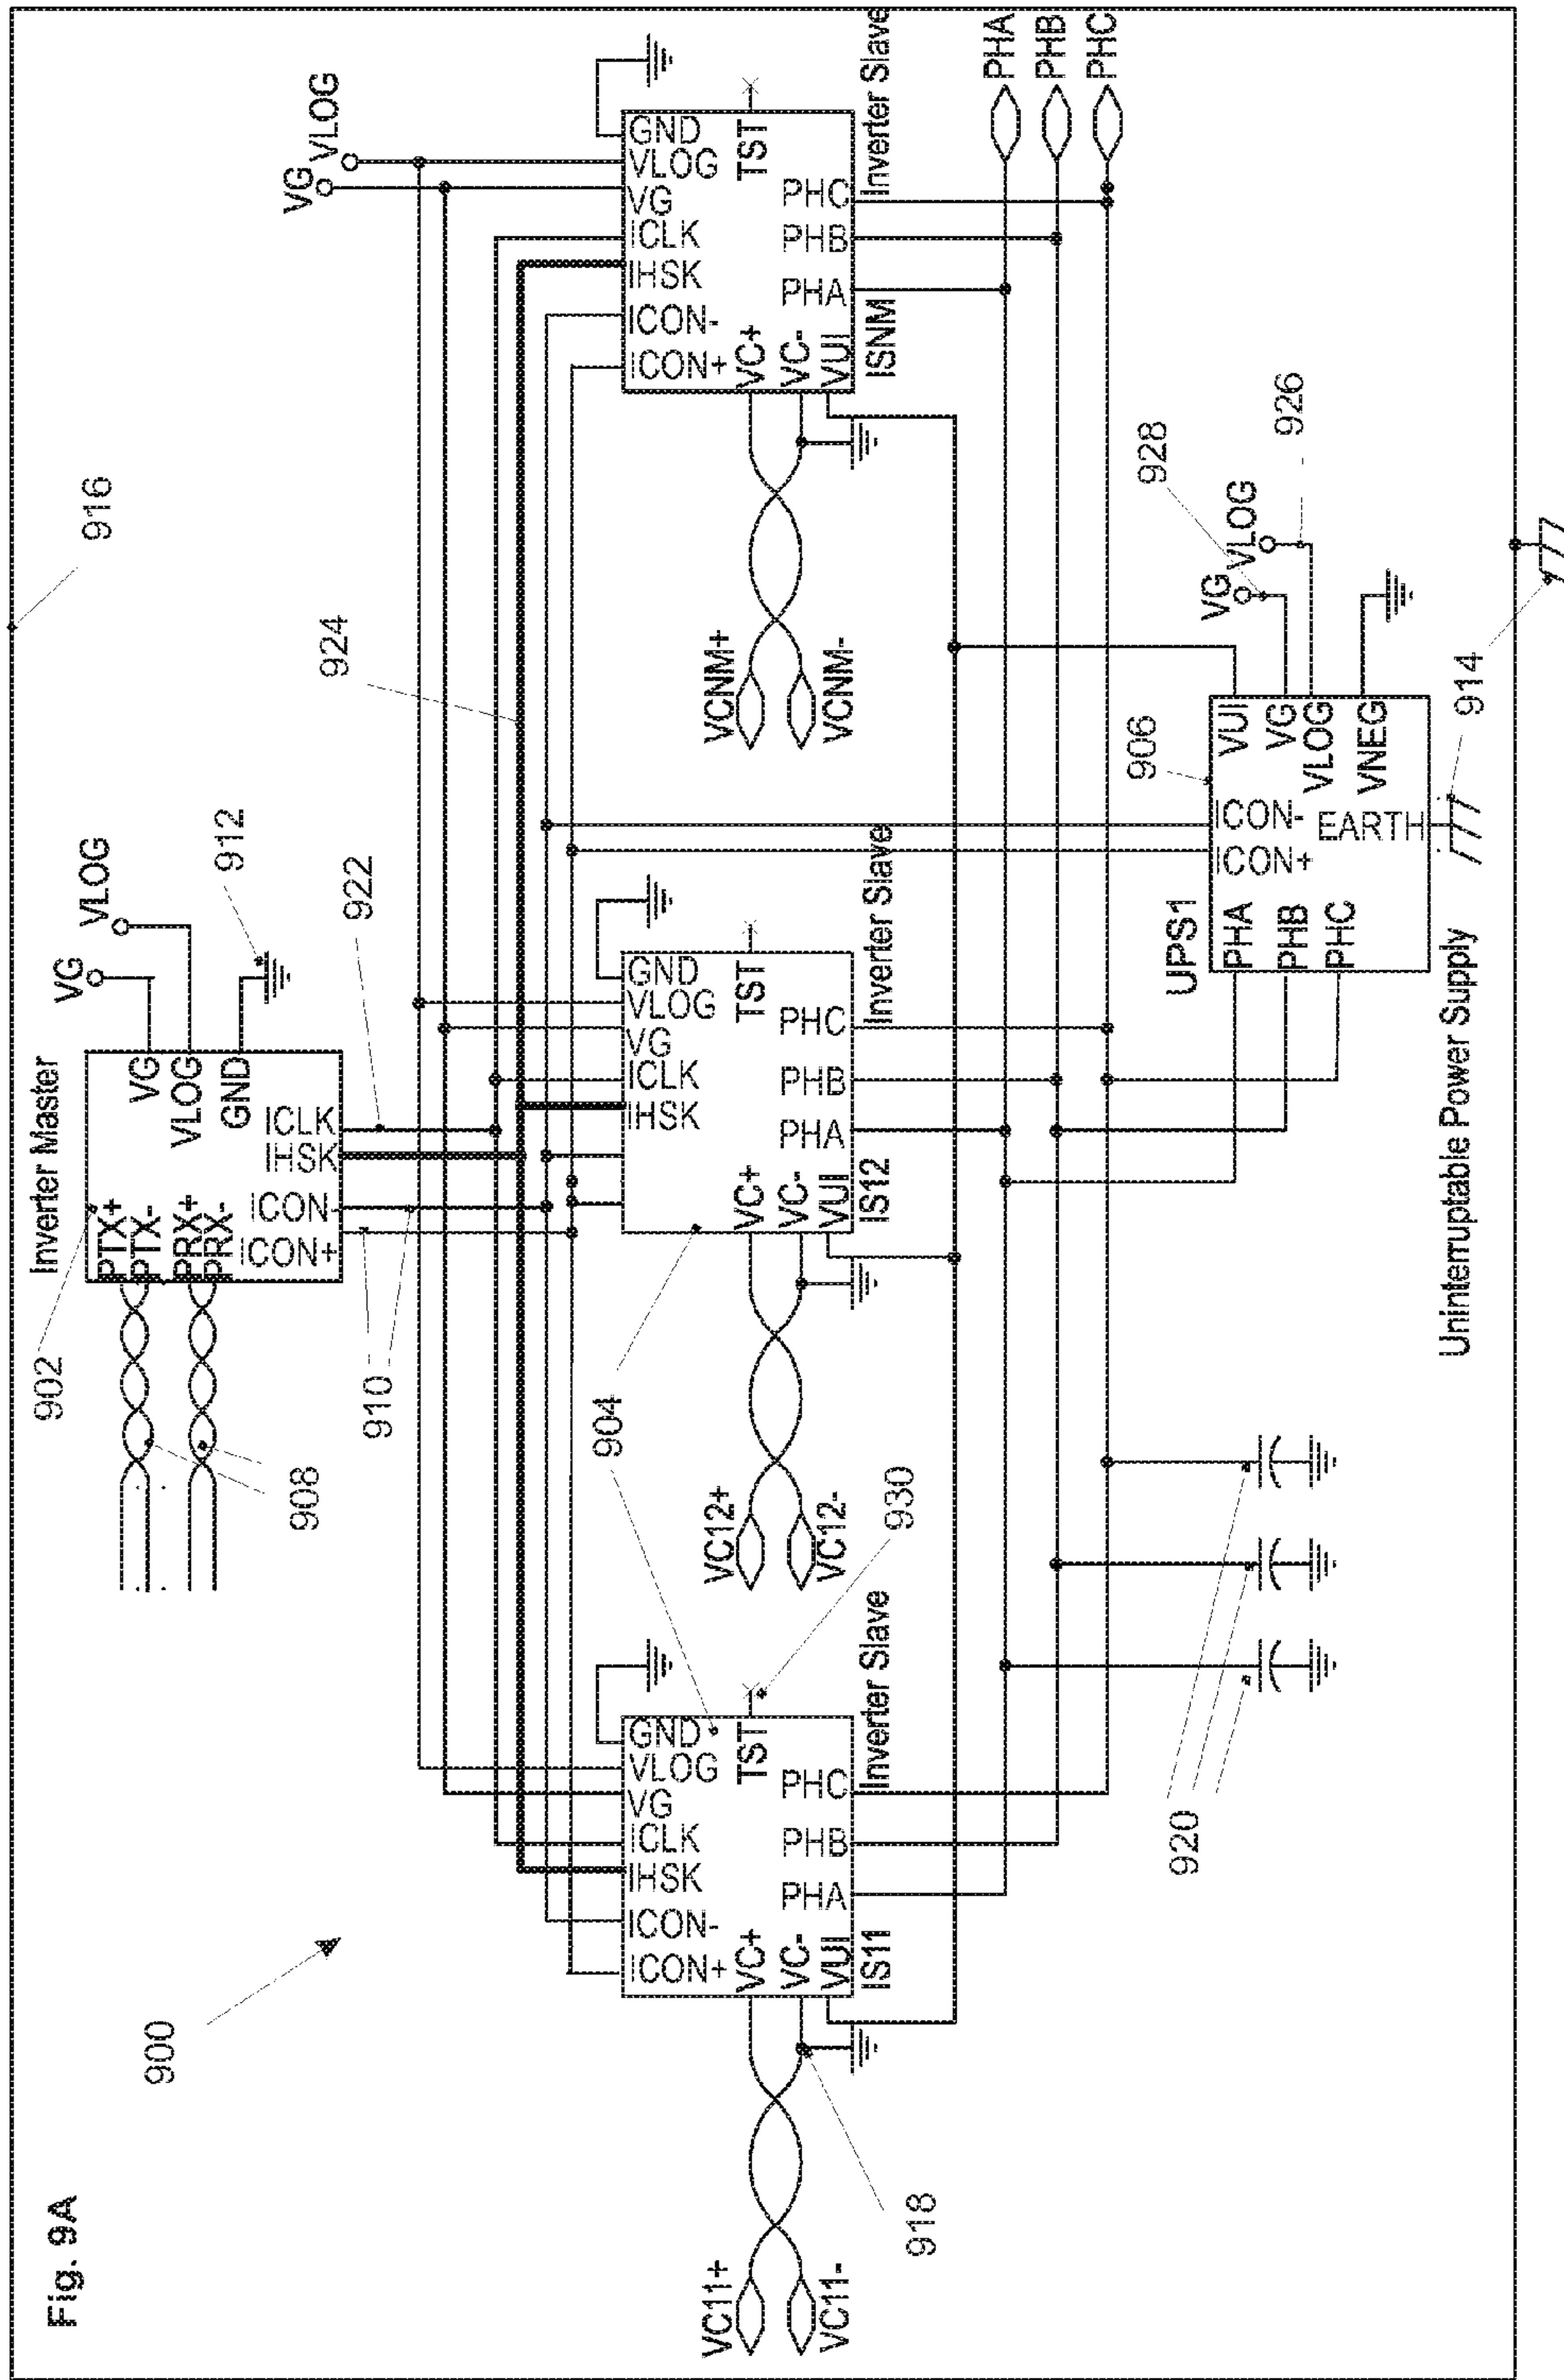 Fig. 9A
900
916
Inverter Master
902
PTX+
PTX-
PRX+
PRX-
VG
VLOG
GND
ICLK
IHSK
ICON-
ICON+
VG
VLOG
912
908
910
922
924
VG
VLOG
ICON+
ICON-
IHSK
ICLK
VG
VLOG
GND
VC+
VC-
VUI
TST
PHA
PHB
PHC
IS11
Inverter Slave
VC11+
VC11-
918
930
904
IHSK
ICLK
VG
VLOG
GND
VC+
VC-
VUI
TST
PHA
PHB
PHC
IS12
Inverter Slave
VC12+
VC12-
ICON+
ICON-
IHSK
ICLK
VG
VLOG
GND
VC+
VC-
VUI
TST
PHA
PHB
PHC
ISNM
Inverter Slave
VCNM+
VCNM-
PHA
PHB
PHC
920
UPS1
906
PHA
PHB
PHC
ICON+
ICON-
VUI
VG
VLOG
VNEG
EARTH
VG
VLOG
928
926
914
Uninterruptable Power Supply